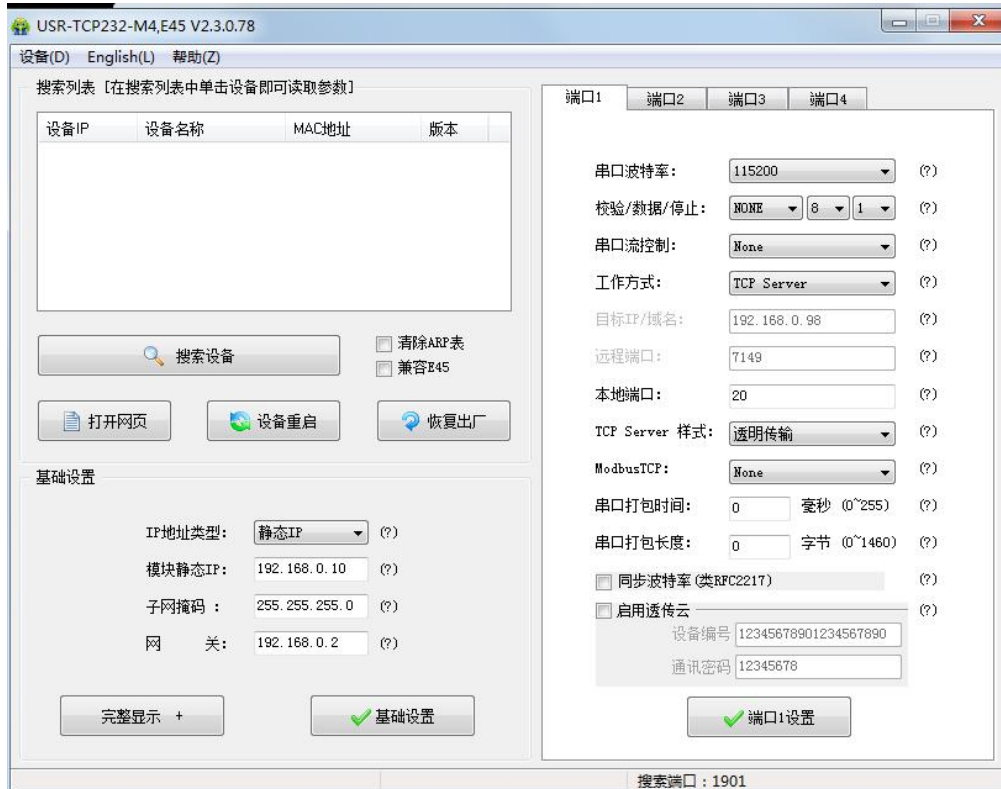 USR-TCP232-M4,E45 V2.3.0.78
设备(D) English(L) 帮助(Z)
搜索列表 [在搜索列表中单击设备即可读取参数]
设备IP 设备名称 MAC地址 版本
搜索设备
清除ARP表
兼容E45
打开网页 设备重启 恢复出厂
基础设置
IP地址类型: 静态IP (?)
模块静态IP: 192.168.0.10 (?)
子网掩码 : 255.255.255.0 (?)
网 关: 192.168.0.2 (?)
完整显示 + 基础设置
端口1 端口2 端口3 端口4
串口波特率: 115200 (?)
校验/数据/停止: NONE 8 1 (?)
串口流控制: None (?)
工作方式: TCP Server (?)
目标IP/域名: 192.168.0.98 (?)
远程端口: 7149 (?)
本地端口: 20 (?)
TCP Server 样式: 透明传输 (?)
ModbusTCP: None (?)
串口打包时间: 0 毫秒 (0~255) (?)
串口打包长度: 0 字节 (0~1460) (?)
同步波特率(类RFC2217) (?)
启用透传云 (?)
设备编号 12345678901234567890
通讯密码 12345678
端口1设置
搜索端口：1901